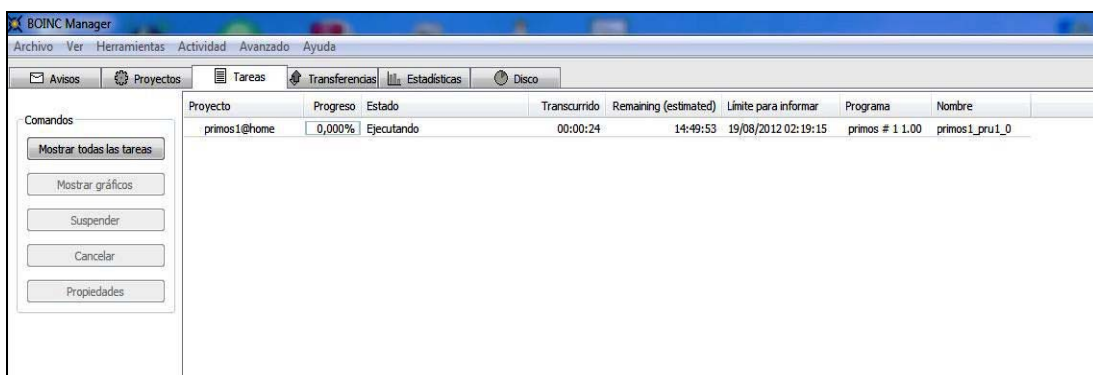 BOINC Manager
Archivo Ver Herramientas Actividad Avanzado Ayuda
Avisos Proyectos Tareas Transferencias Estadísticas Disco
Comandos
Mostrar todas las tareas
Mostrar gráficos
Suspender
Cancelar
Propiedades
Proyecto Progreso Estado Transcurrido Remaining (estimated) Límite para informar Programa Nombre
primos1@home 0,000% Ejecutando 00:00:24 14:49:53 19/08/2012 02:19:15 primos # 1 1.00 primos1_pru1_0